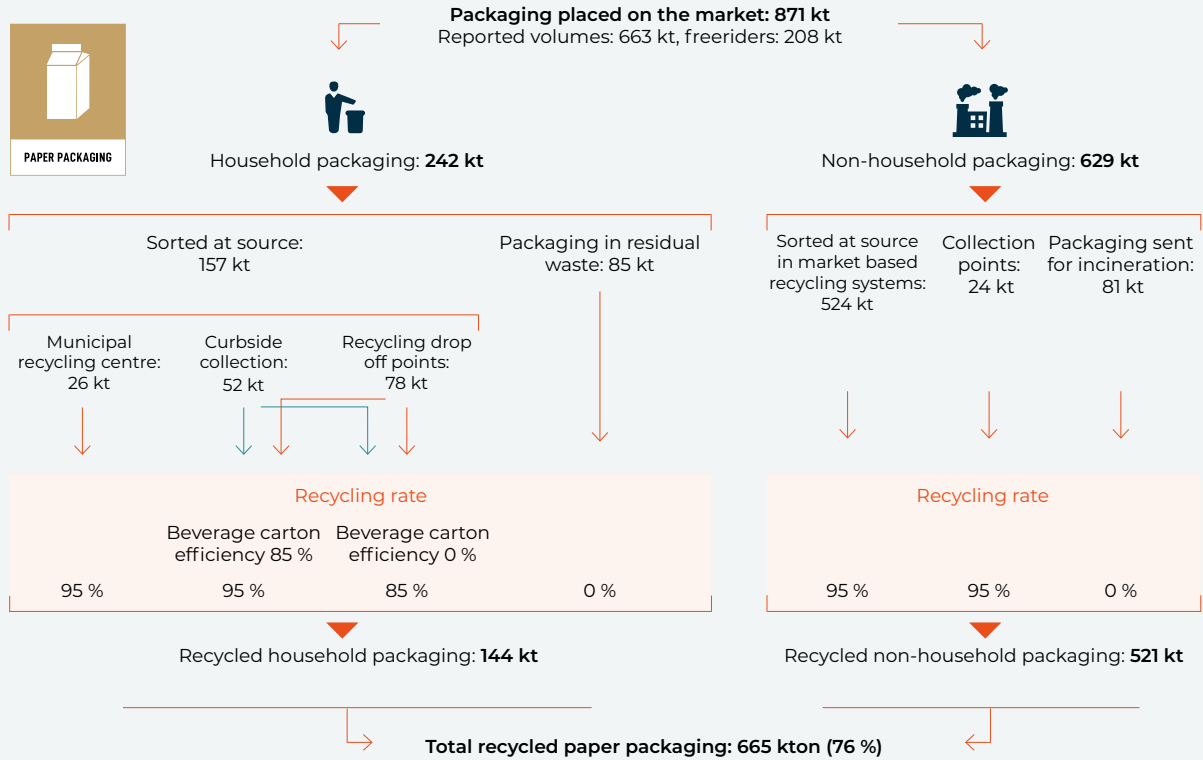 Packaging placed on the market: 871 kt
Reported volumes: 663 kt, freeriders: 208 kt
PAPER PACKAGING
Household packaging: 242 kt
Non-household packaging: 629 kt
Sorted at source:
157 kt
Packaging in residual
waste: 85 kt
Sorted at source
in market based
recycling systems:
524 kt
Collection
points:
24 kt
Packaging sent
for incineration:
81 kt
Municipal
recycling centre:
26 kt
Curbside
collection:
52 kt
Recycling drop
off points:
78 kt
Recycling rate
Beverage carton
efficiency 85 %
Beverage carton
efficiency 0 %
95 %
95 %
85 %
0 %
Recycling rate
95 %
95 %
0 %
Recycled household packaging: 144 kt
Recycled non-household packaging: 521 kt
Total recycled paper packaging: 665 kton (76 %)